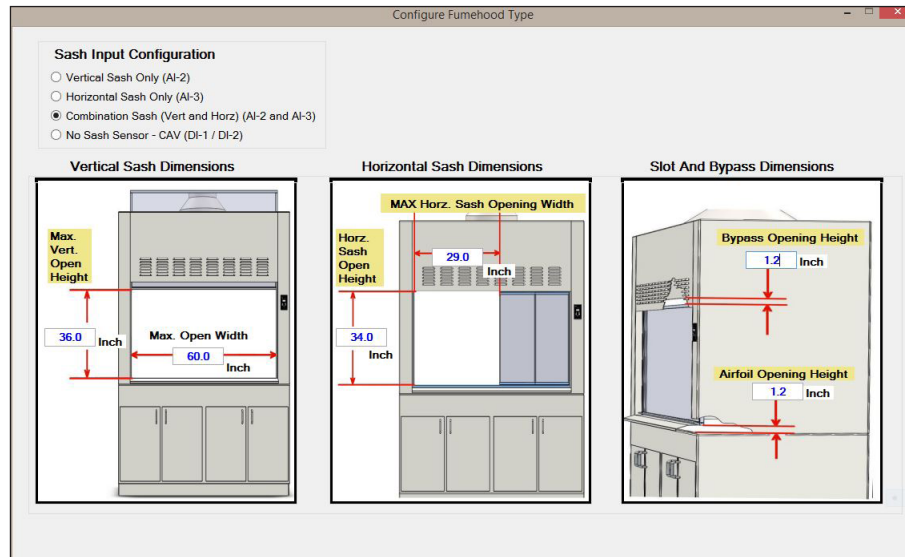 Configure Fumehood Type
Sash Input Configuration
Vertical Sash Only (AI-2)
Horizontal Sash Only (AI-3)
Combination Sash (Vert and Horz) (AI-2 and AI-3)
No Sash Sensor - CAV (DI-1 / DI-2)
Vertical Sash Dimensions
Max.
Vert.
Open
Height
36.0 Inch
Max. Open Width
60.0
Inch
Horizontal Sash Dimensions
MAX Horz. Sash Opening Width
Horz.
Sash
Open
Height
29.0
Inch
34.0
Inch
Slot And Bypass Dimensions
Bypass Opening Height
1.2 Inch
Airfoil Opening Height
1.2 Inch